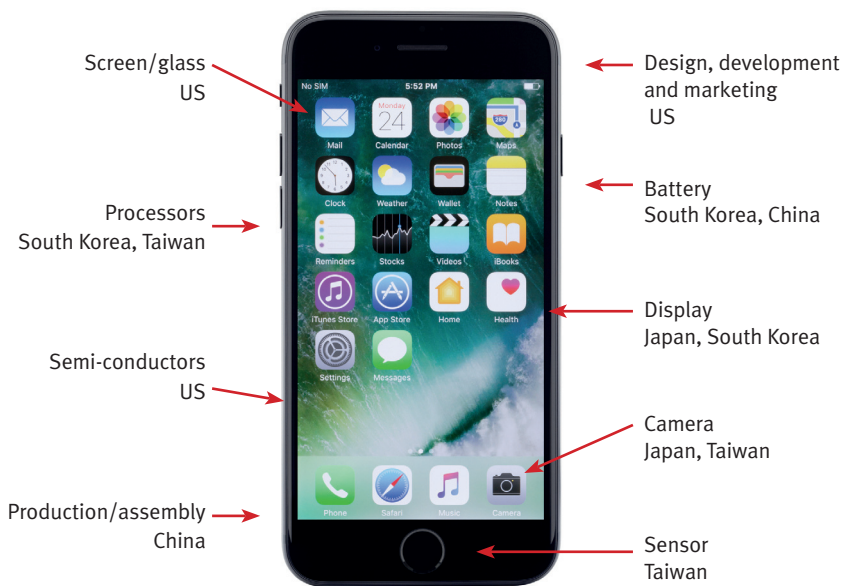 Screen/glass
US
Processors
South Korea, Taiwan
Semi-conductors
US
Production/assembly
China
No SIM 5:52 PM
Monday
24
280
Mail Calendar Photos Maps
Clock Weather Wallet Notes
Reminders Stocks Videos iBooks
iTunes Store App Store Home Health
Settings Messages
Phone Safari Music Camera
Design, development
and marketing
US
Battery
South Korea, China
Display
Japan, South Korea
Camera
Japan, Taiwan
Sensor
Taiwan